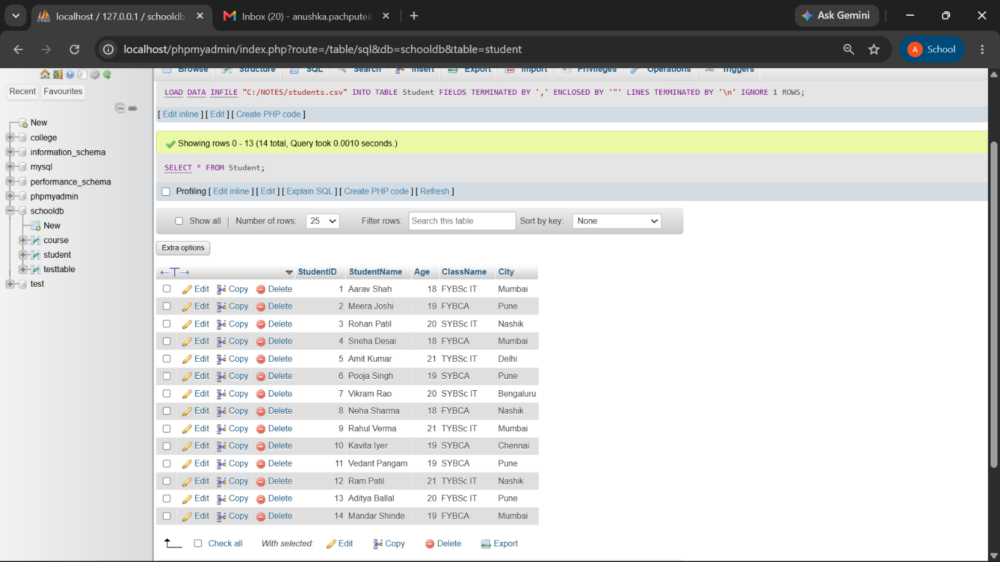 localhost / 127.0.0.1 / schooldb
Inbox (20) - anushka.pachpute@
Ask Gemini
localhost/phpmyadmin/index.php?route=/table/sql&db=schooldb&table=student
A School
Browse Structure SQL Search Insert Export Import Privileges Operations Triggers
Recent Favourites
New
college
information_schema
mysql
performance_schema
phpmyadmin
schooldb
New
course
student
testtable
test
LOAD DATA INFILE "C:/NOTES/students.csv" INTO TABLE Student FIELDS TERMINATED BY ',' ENCLOSED BY '"' LINES TERMINATED BY '\n' IGNORE 1 ROWS;
[ Edit inline ] [ Edit ] [ Create PHP code ]
Showing rows 0 - 13 (14 total, Query took 0.0010 seconds.)
SELECT * FROM Student;
Profiling [ Edit inline ] [ Edit ] [ Explain SQL ] [ Create PHP code ] [ Refresh ]
Show all | Number of rows: 25 Filter rows: Search this table Sort by key: None
Extra options
←T→ StudentID StudentName Age ClassName City
Edit Copy Delete 1 Aarav Shah 18 FYBSc IT Mumbai
Edit Copy Delete 2 Meera Joshi 19 FYBCA Pune
Edit Copy Delete 3 Rohan Patil 20 SYBSc IT Nashik
Edit Copy Delete 4 Sneha Desai 18 FYBCA Mumbai
Edit Copy Delete 5 Amit Kumar 21 TYBSc IT Delhi
Edit Copy Delete 6 Pooja Singh 19 SYBCA Pune
Edit Copy Delete 7 Vikram Rao 20 SYBSc IT Bengaluru
Edit Copy Delete 8 Neha Sharma 18 FYBCA Nashik
Edit Copy Delete 9 Rahul Verma 21 TYBSc IT Mumbai
Edit Copy Delete 10 Kavita Iyer 19 SYBCA Chennai
Edit Copy Delete 11 Vedant Pangam 19 SYBCA Pune
Edit Copy Delete 12 Ram Patil 21 TYBSc IT Nashik
Edit Copy Delete 13 Aditya Ballal 20 FYBSc IT Pune
Edit Copy Delete 14 Mandar Shinde 19 FYBCA Mumbai
Check all With selected: Edit Copy Delete Export